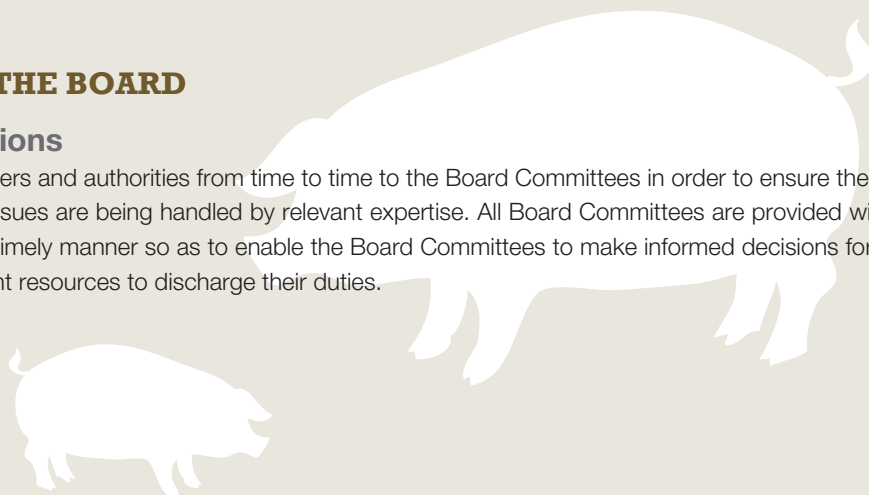 THE BOARD
ions
ers and authorities from time to time to the Board Committees in order to ensure the
sues are being handled by relevant expertise. All Board Committees are provided wi
imely manner so as to enable the Board Committees to make informed decisions for
nt resources to discharge their duties.